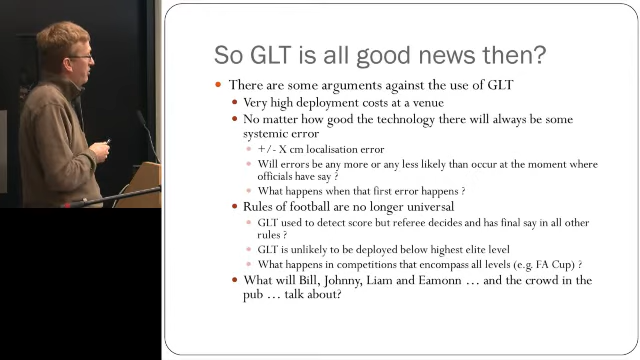 So GLT is all good news then?
There are some arguments against the use of GLT
Very high deployment costs at a venue
No matter how good the technology there will always be some
systemic error
+/- X cm localisation error
Will errors be any more or any less likely than occur at the moment where
officials have say ?
What happens when that first error happens ?
Rules of football are no longer universal
GLT used to detect score but referee decides and has final say in all other
rules ?
GLT is unlikely to be deployed below highest elite level
What happens in competitions that encompass all levels (e.g. FA Cup) ?
What will Bill, Johnny, Liam and Eamonn … and the crowd in the
pub … talk about?